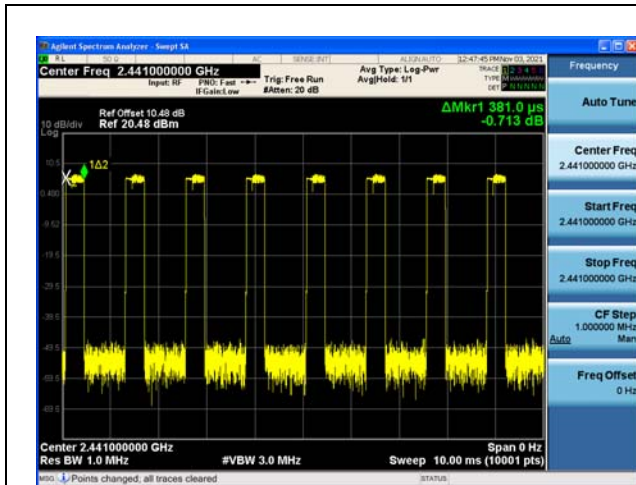 Agilent Spectrum Analyzer - Swept SA
RL 50 Ω AC SENSE:INT ALIGNAUTO 12:47:45 PM Nov 03, 2021
Center Freq 2.441000000 GHz
Input: RF PNO: Fast Trig: Free Run Avg Type: Log-Pwr TRACE 1 2 3 4 5 6
IFGain:Low #Atten: 20 dB Avg|Hold: 1/1 TYPE
DET P N N N N N
Frequency
Auto Tune
ΔMkr1 381.0 µs
-0.713 dB
Ref Offset 10.48 dB
10 dB/div Ref 20.48 dBm
Log
10.5
1Δ2
0.480
-9.52
-19.5
-29.5
-39.5
-49.5
-59.5
-69.5
Center Freq
2.441000000 GHz
Start Freq
2.441000000 GHz
Stop Freq
2.441000000 GHz
CF Step
1.000000 MHz
Auto Man
Freq Offset
0 Hz
Center 2.441000000 GHz Span 0 Hz
Res BW 1.0 MHz #VBW 3.0 MHz Sweep 10.00 ms (10001 pts)
MSG Points changed; all traces cleared STATUS